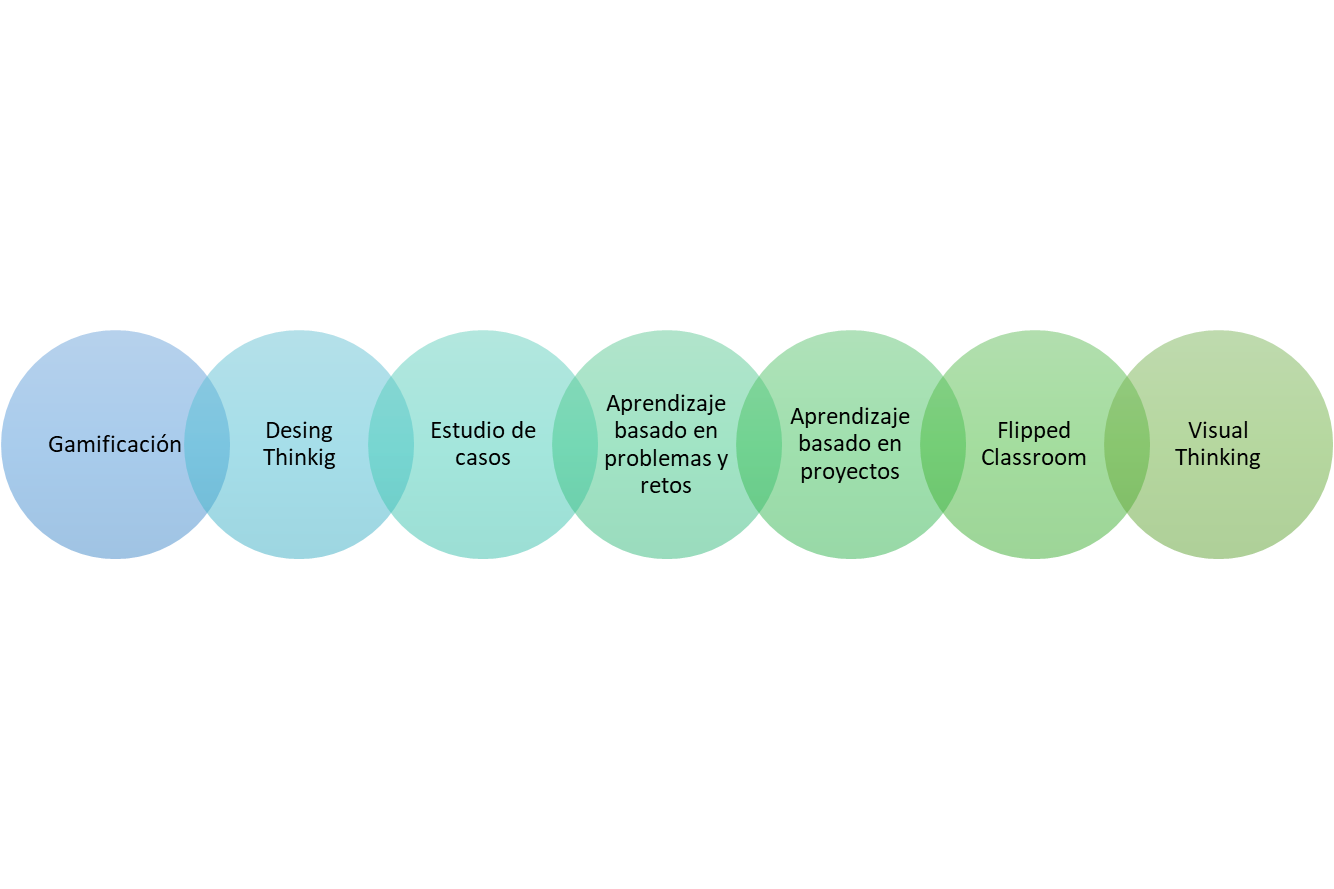 Gamificación
Desing
Thinkig
Estudio de
casos
Aprendizaje
basado en
problemas y
retos
Aprendizaje
basado en
proyectos
Flipped
Classroom
Visual
Thinking